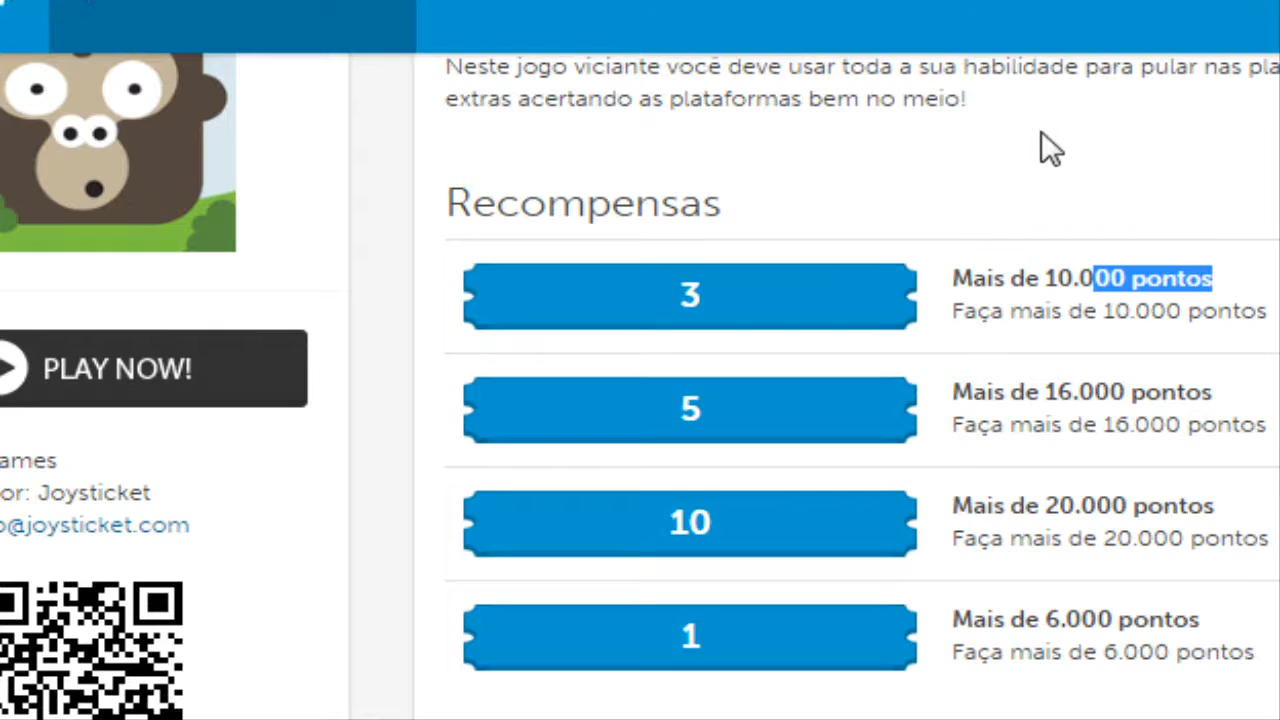 Neste jogo viciante você deve usar toda a sua habilidade para pular nas
extras acertando as plataformas bem no meio!
Recompensas
3
Mais de 10.000 pontos
Faça mais de 10.000 pontos
5
Mais de 16.000 pontos
Faça mais de 16.000 pontos
10
Mais de 20.000 pontos
Faça mais de 20.000 pontos
1
Mais de 6.000 pontos
Faça mais de 6.000 pontos
PLAY NOW!
ames
or: Joysticket
o@joysticket.com